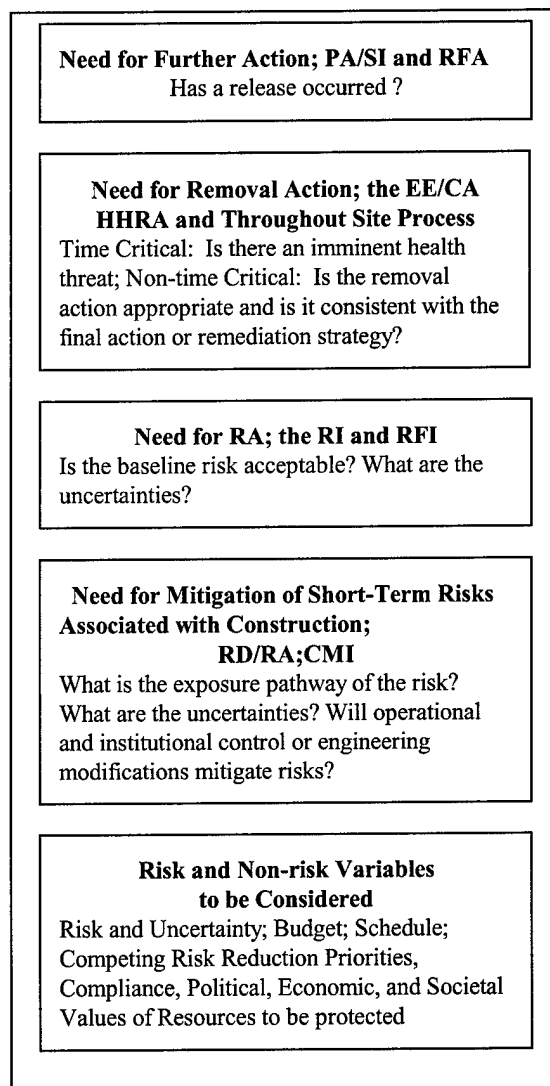 Need for Further Action; PA/SI and RFA
Has a release occurred ?
Need for Removal Action; the EE/CA
HHRA and Throughout Site Process
Time Critical: Is there an imminent health
threat; Non-time Critical: Is the removal
action appropriate and is it consistent with the
final action or remediation strategy?
Need for RA; the RI and RFI
Is the baseline risk acceptable? What are the
uncertainties?
Need for Mitigation of Short-Term Risks
Associated with Construction;
RD/RA;CMI
What is the exposure pathway of the risk?
What are the uncertainties? Will operational
and institutional control or engineering
modifications mitigate risks?
Risk and Non-risk Variables
to be Considered
Risk and Uncertainty; Budget; Schedule;
Competing Risk Reduction Priorities,
Compliance, Political, Economic, and Societal
Values of Resources to be protected